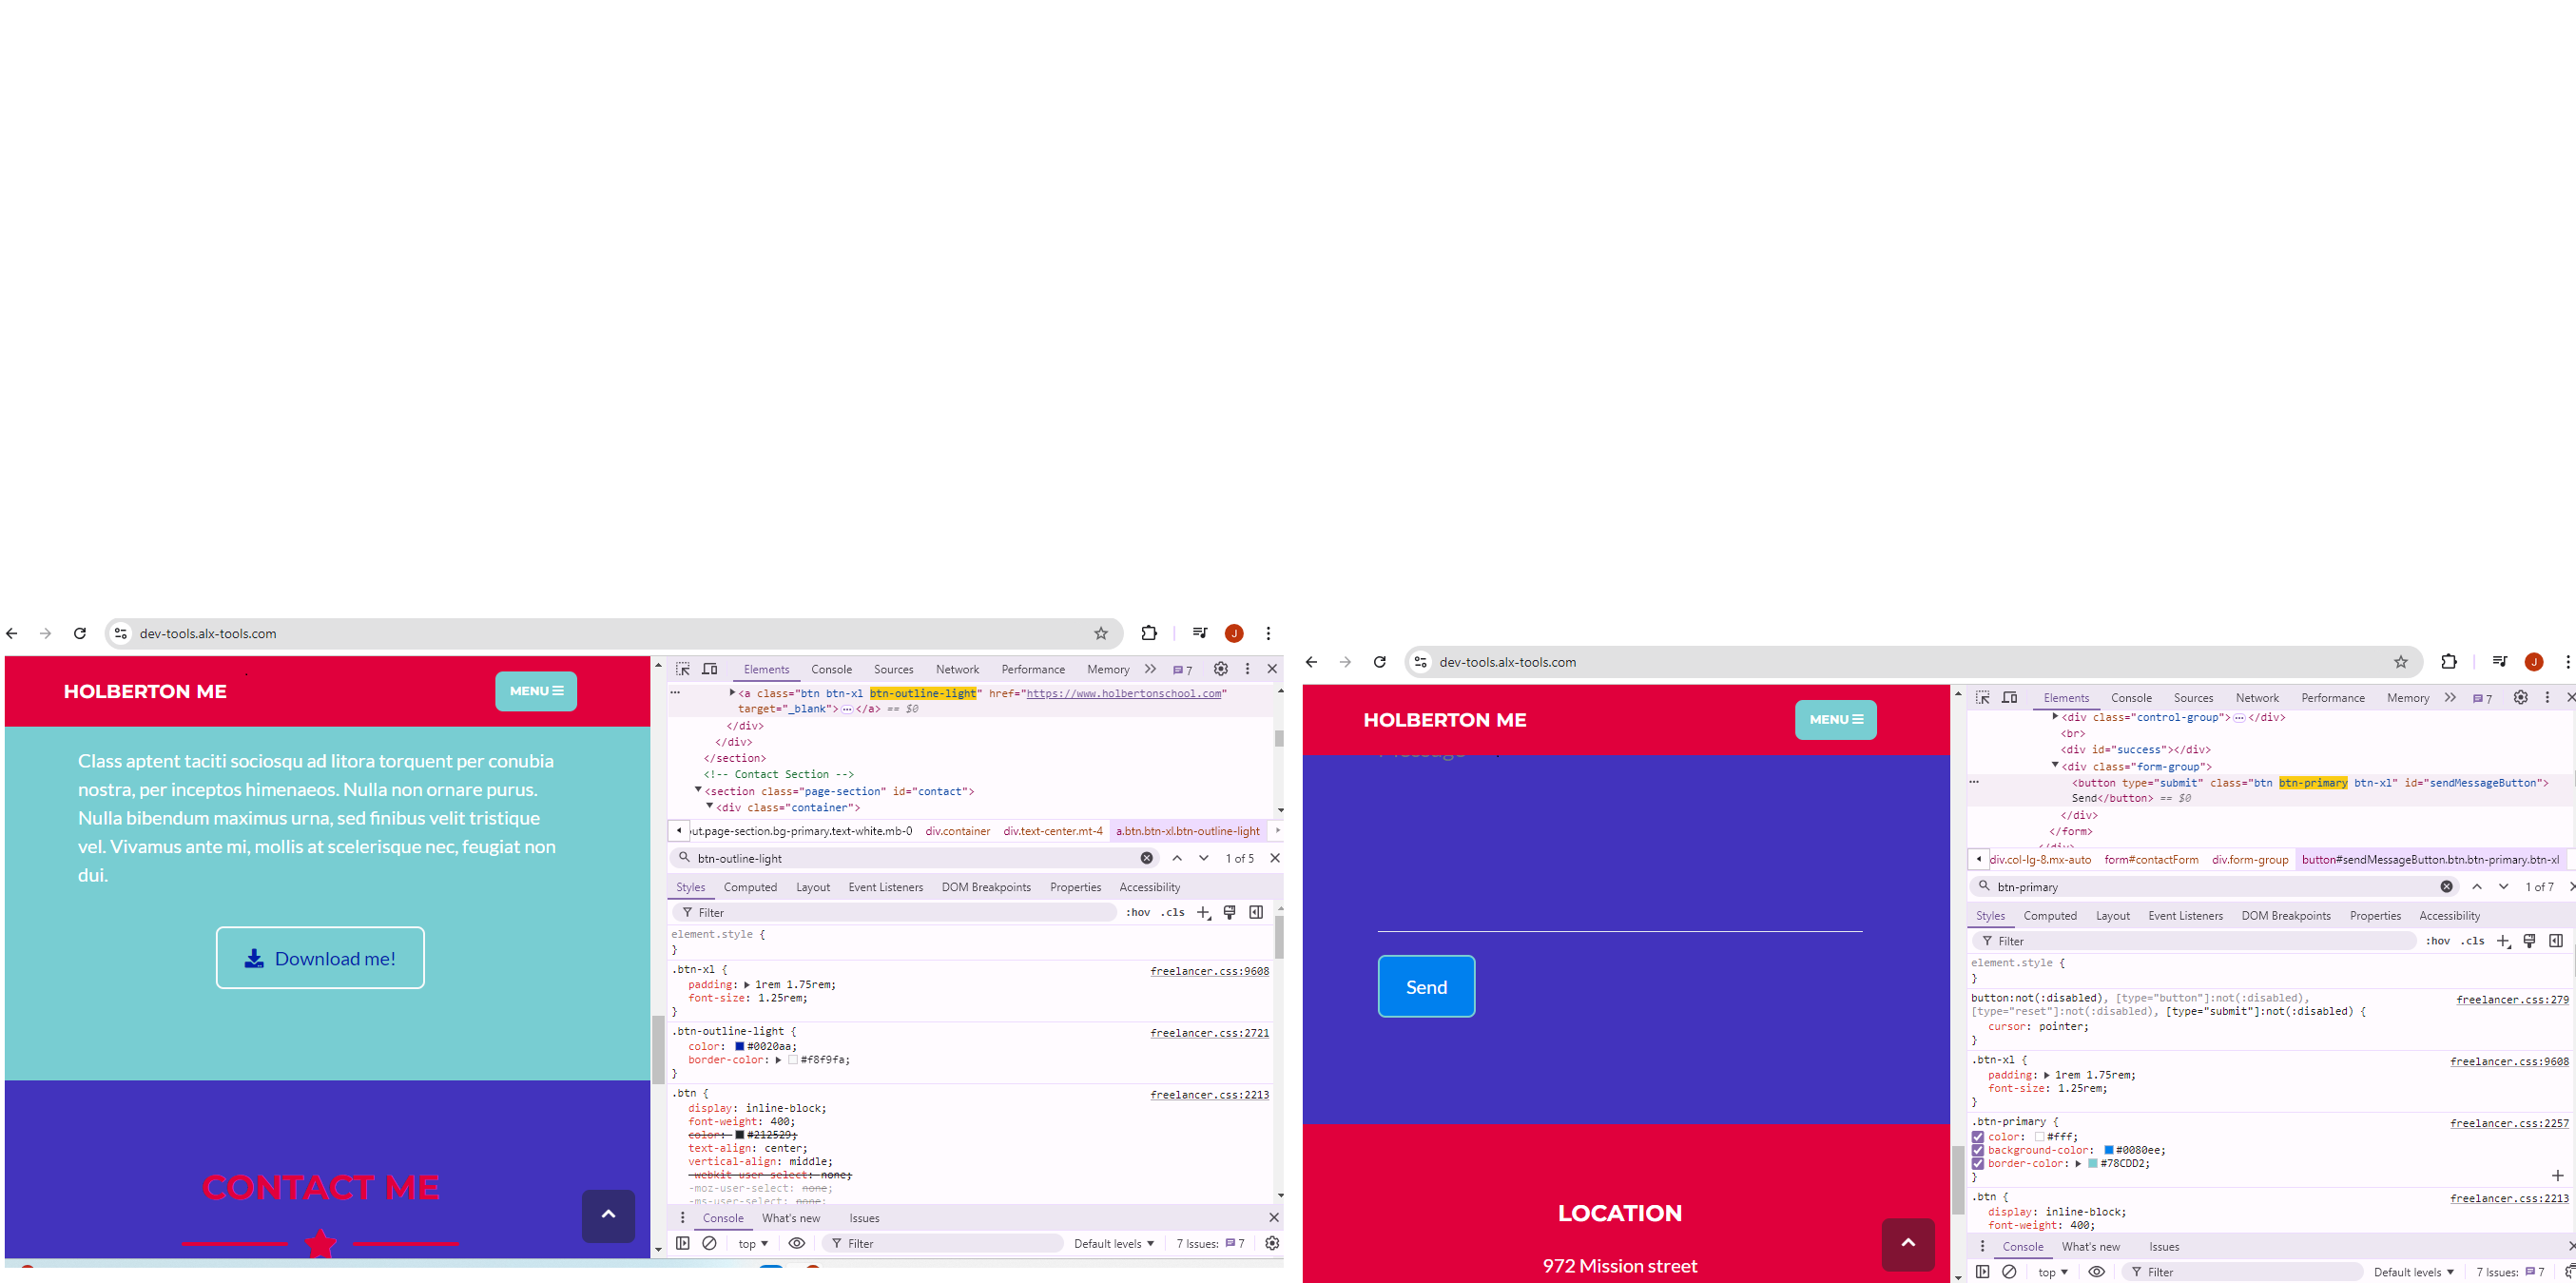 dev-tools.alx-tools.com
J
HOLBERTON ME
MENU
Class aptent taciti sociosqu ad litora torquent per conubia
nostra, per inceptos himenaeos. Nulla non ornare purus.
Nulla bibendum maximus urna, sed finibus velit tristique
vel. Vivamus ante mi, mollis at scelerisque nec, feugiat non
dui.
Download me!
CONTACT ME
Elements Console Sources Network Performance Memory 7
<a class="btn btn-xl btn-outline-light" href="https://www.holbertonschool.com"
target="_blank"> … </a> == $0
</div>
</div>
</section>
<!-- Contact Section -->
<section class="page-section" id="contact">
<div class="container">
ut.page-section.bg-primary.text-white.mb-0 div.container div.text-center.mt-4 a.btn.btn-xl.btn-outline-light
btn-outline-light 1 of 5
Styles Computed Layout Event Listeners DOM Breakpoints Properties Accessibility
Filter :hov .cls
element.style {
}
.btn-xl { freelancer.css:9608
padding: 1rem 1.75rem;
font-size: 1.25rem;
}
.btn-outline-light { freelancer.css:2721
color: #0020aa;
border-color: #f8f9fa;
}
.btn { freelancer.css:2213
display: inline-block;
font-weight: 400;
color: #212529;
text-align: center;
vertical-align: middle;
-webkit-user-select: none;
-moz-user-select: none;
-ms-user-select: none;
Console What's new Issues
top Filter Default levels 7 Issues: 7
dev-tools.alx-tools.com
J
HOLBERTON ME
MENU
Message
Send
LOCATION
972 Mission street
Elements Console Sources Network Performance Memory 7
<div class="control-group"> … </div>
<br>
<div id="success"></div>
<div class="form-group">
<button type="submit" class="btn btn-primary btn-xl" id="sendMessageButton">
Send</button> == $0
</div>
</form>
</div>
div.col-lg-8.mx-auto form#contactForm div.form-group button#sendMessageButton.btn.btn-primary.btn-xl
btn-primary 1 of 7
Styles Computed Layout Event Listeners DOM Breakpoints Properties Accessibility
Filter :hov .cls
element.style {
}
button:not(:disabled), [type="button"]:not(:disabled), freelancer.css:279
[type="reset"]:not(:disabled), [type="submit"]:not(:disabled) {
cursor: pointer;
}
.btn-xl { freelancer.css:9608
padding: 1rem 1.75rem;
font-size: 1.25rem;
}
.btn-primary { freelancer.css:2257
color: #fff;
background-color: #0080ee;
border-color: #78CDD2;
}
.btn { freelancer.css:2213
display: inline-block;
font-weight: 400;
Console What's new Issues
top Filter Default levels 7 Issues: 7